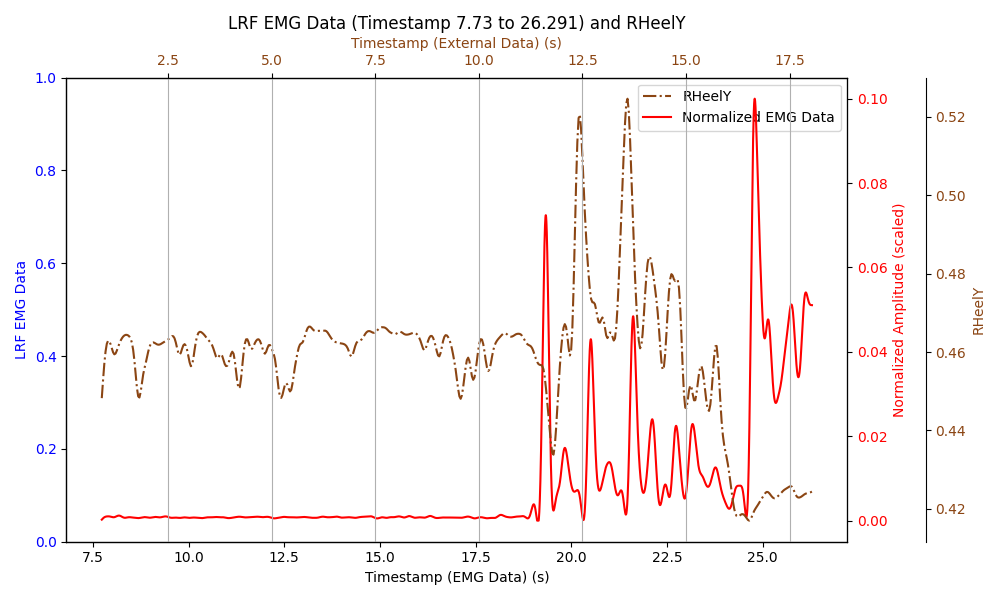 LRF EMG Data (Timestamp 7.73 to 26.291) and RHeelY
Timestamp (External Data) (s)
2.5 5.0 7.5 10.0 12.5 15.0 17.5
RHeelY
Normalized EMG Data
1.0
0.8
0.6
0.4
0.2
0.0
LRF EMG Data
0.10
0.08
0.06
0.04
0.02
0.00
Normalized Amplitude (scaled)
0.52
0.50
0.48
0.46
0.44
0.42
RHeelY
7.5 10.0 12.5 15.0 17.5 20.0 22.5 25.0
Timestamp (EMG Data) (s)